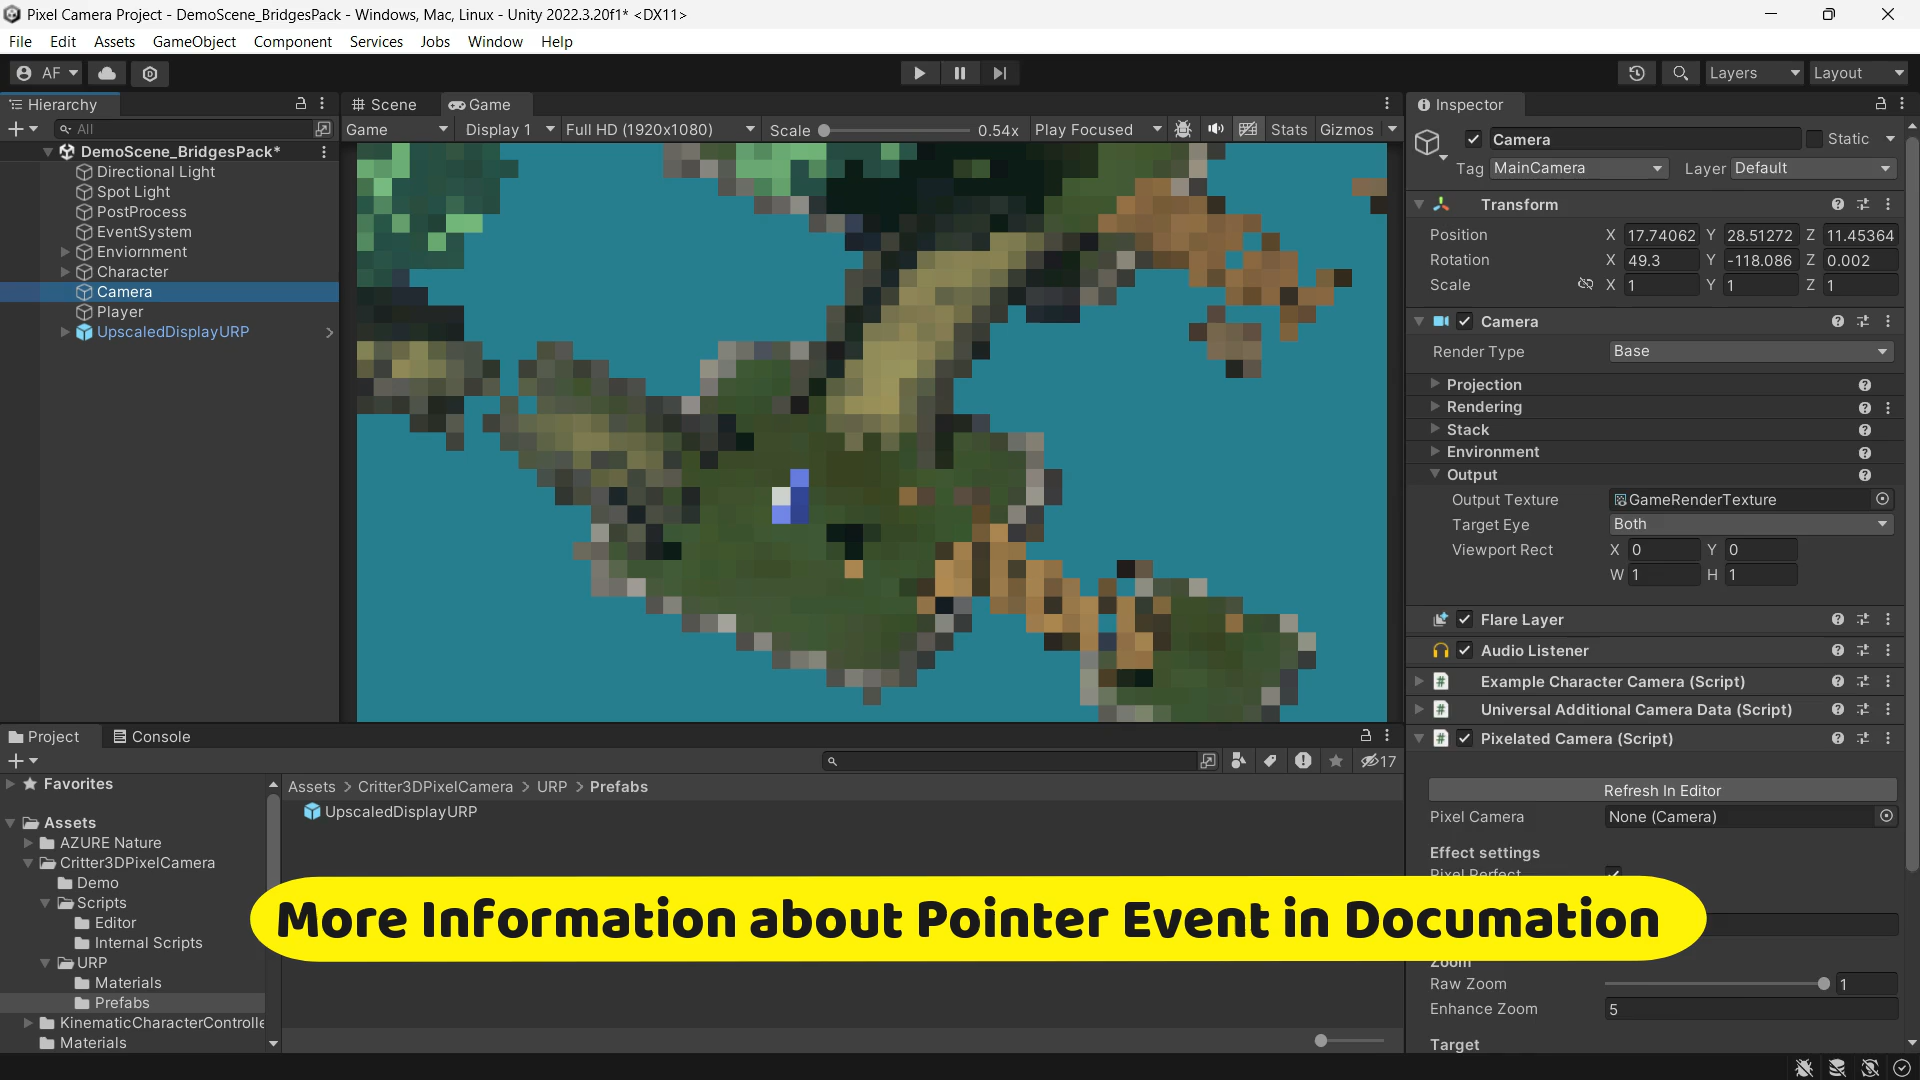 Pixel Camera Project - DemoScene_BridgesPack - Windows, Mac, Linux - Unity 2022.3.20f1* <DX11>
File Edit Assets GameObject Component Services Jobs Window Help
AF Layers Layout
Hierarchy
All
DemoScene_BridgesPack*
Directional Light
Spot Light
PostProcess
EventSystem
Enviornment
Character
Camera
Player
UpscaledDisplayURP
Scene Game
Game Display 1 Full HD (1920x1080) Scale 0.54x Play Focused Stats Gizmos
Inspector
Camera Static
Tag MainCamera Layer Default
Transform
Position X 17.74062 Y 28.51272 Z 11.45364
Rotation X 49.3 Y -118.086 Z 0.002
Scale X 1 Y 1 Z 1
Camera
Render Type Base
Projection
Rendering
Stack
Environment
Output
Output Texture GameRenderTexture
Target Eye Both
Viewport Rect X 0 Y 0
W 1 H 1
Flare Layer
Audio Listener
# Example Character Camera (Script)
# Universal Additional Camera Data (Script)
# Pixelated Camera (Script)
Refresh In Editor
Pixel Camera None (Camera)
Effect settings
Pixel Perfect
Zoom
Raw Zoom 1
Enhance Zoom 5
Target
Project Console
17
Favorites
Assets
AZURE Nature
Critter3DPixelCamera
Demo
Scripts
Editor
Internal Scripts
URP
Materials
Prefabs
KinematicCharacterControlle
Materials
Assets > Critter3DPixelCamera > URP > Prefabs
UpscaledDisplayURP
More Information about Pointer Event in Documation